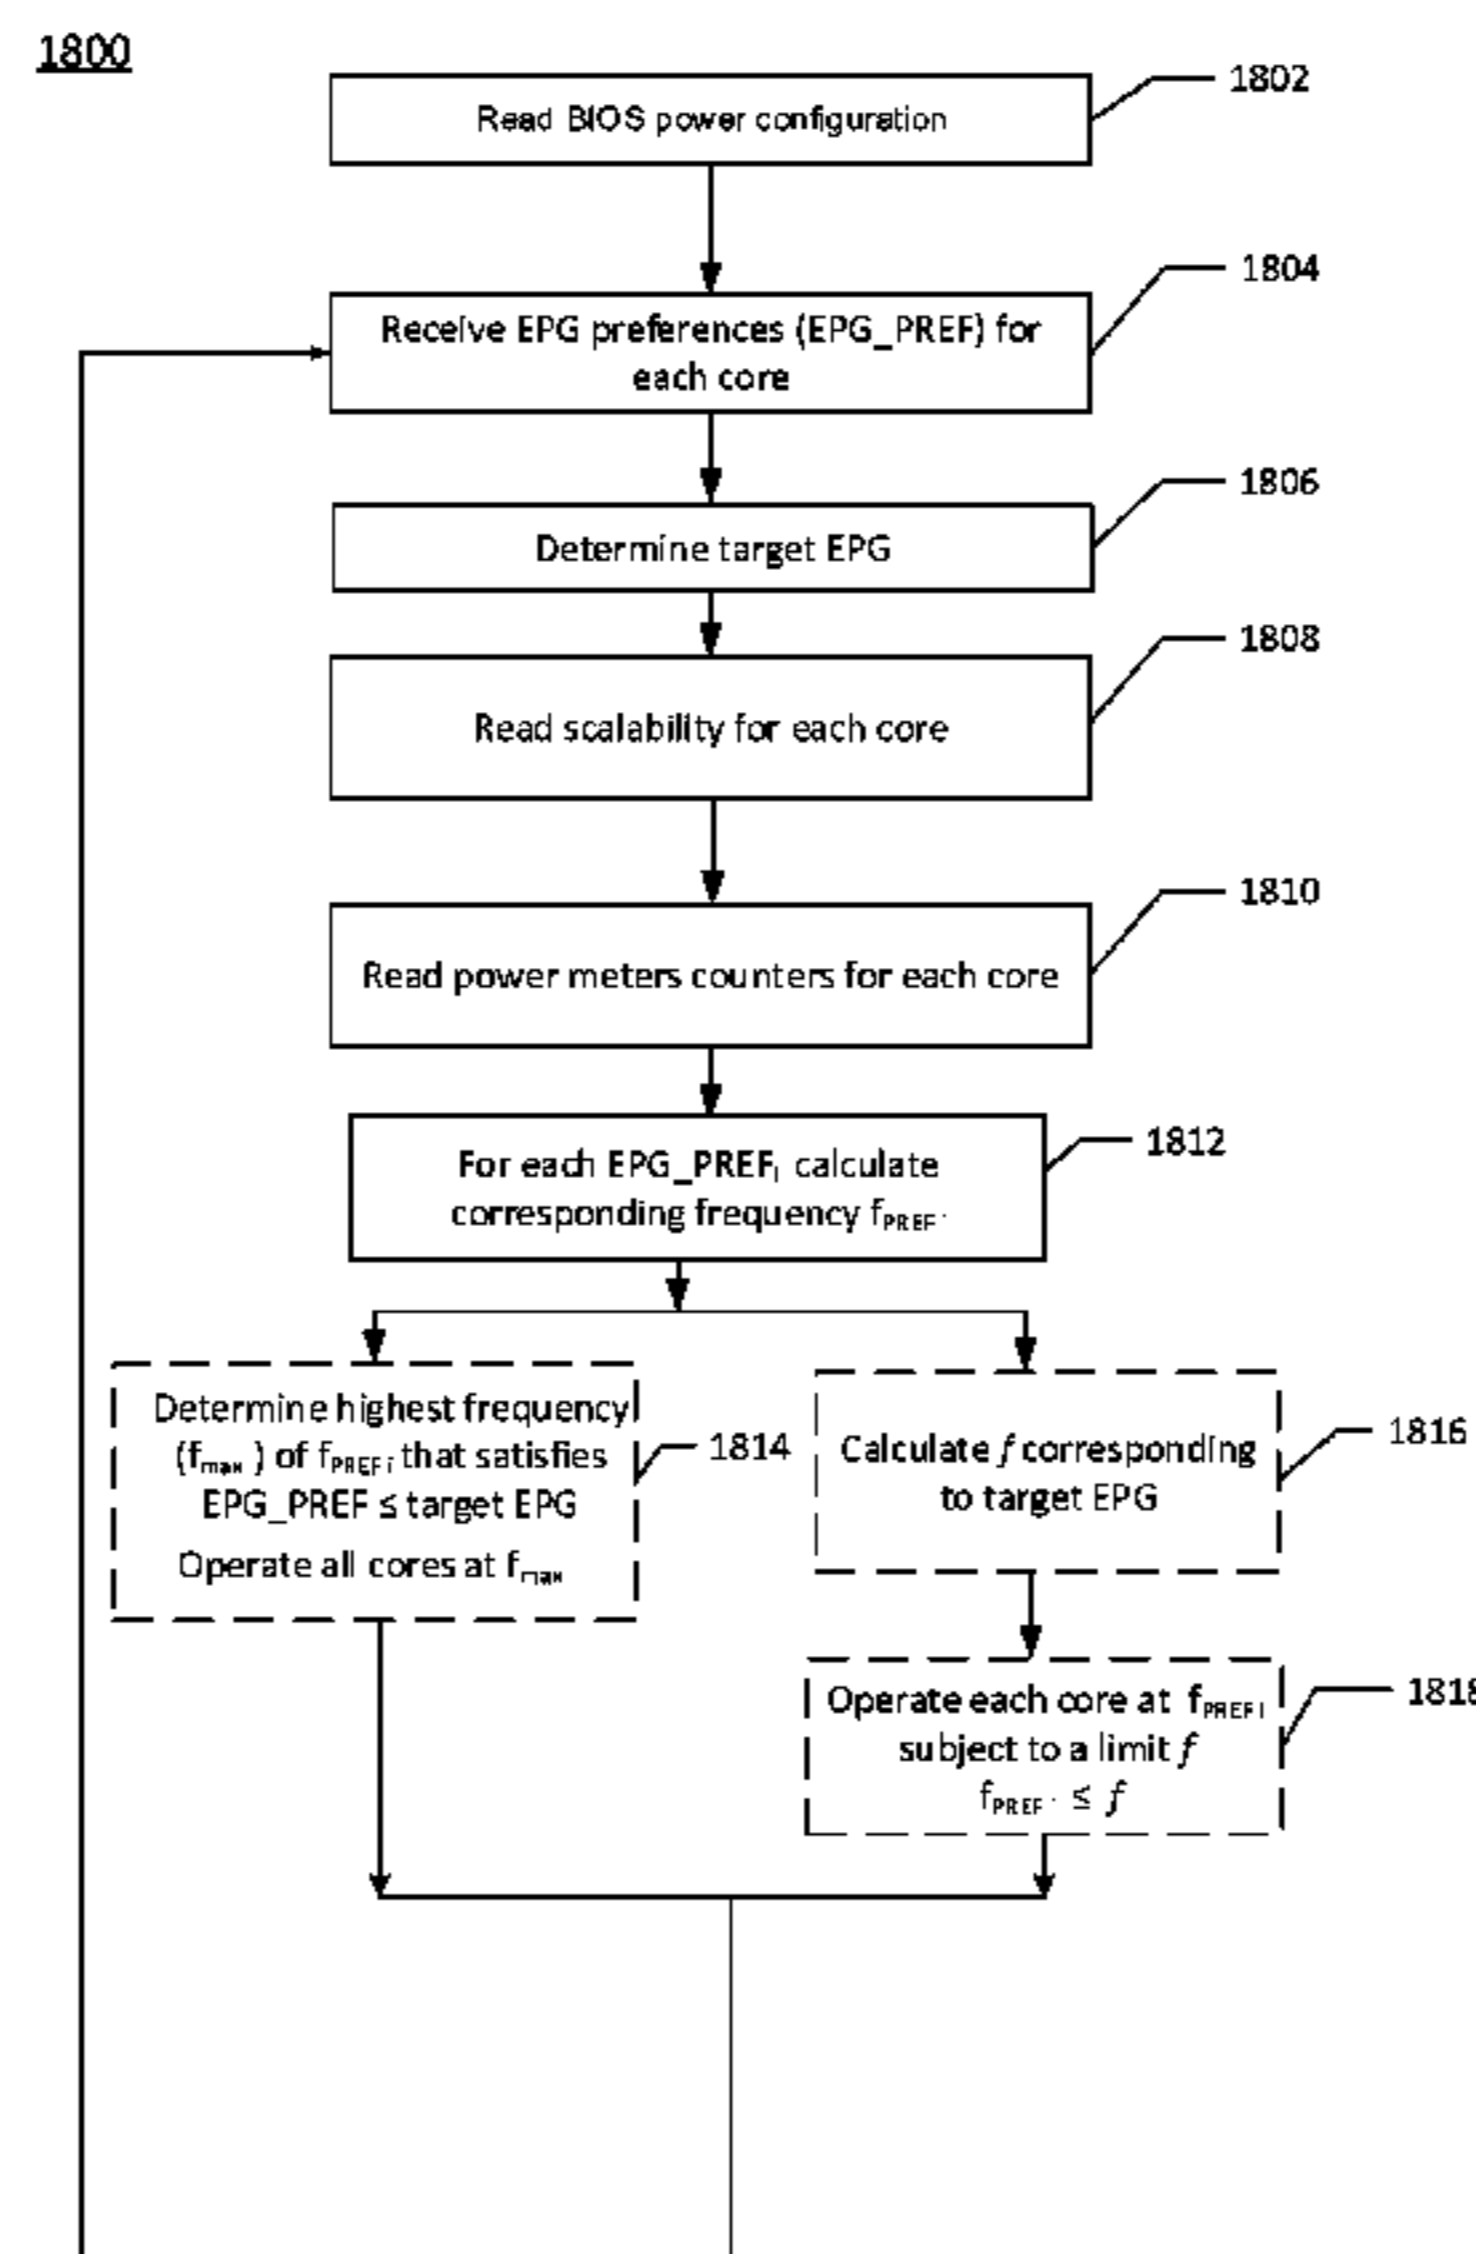 1800
Read BIOS power configuration
1802
Receive EPG preferences (EPG_PREF) for
each core
1804
Determine target EPG
1806
Read scalability for each core
1808
Read power meters counters for each core
1810
For each EPG_PREFi calculate
corresponding frequency fPREF
1812
Determine highest frequency
(fmax ) of fPREFi that satisfies
EPG_PREF ≤ target EPG
Operate all cores at fmax
1814
Calculate f corresponding
to target EPG
1816
Operate each core at fPREFi
subject to a limit f
fPREF ≤ f
1818